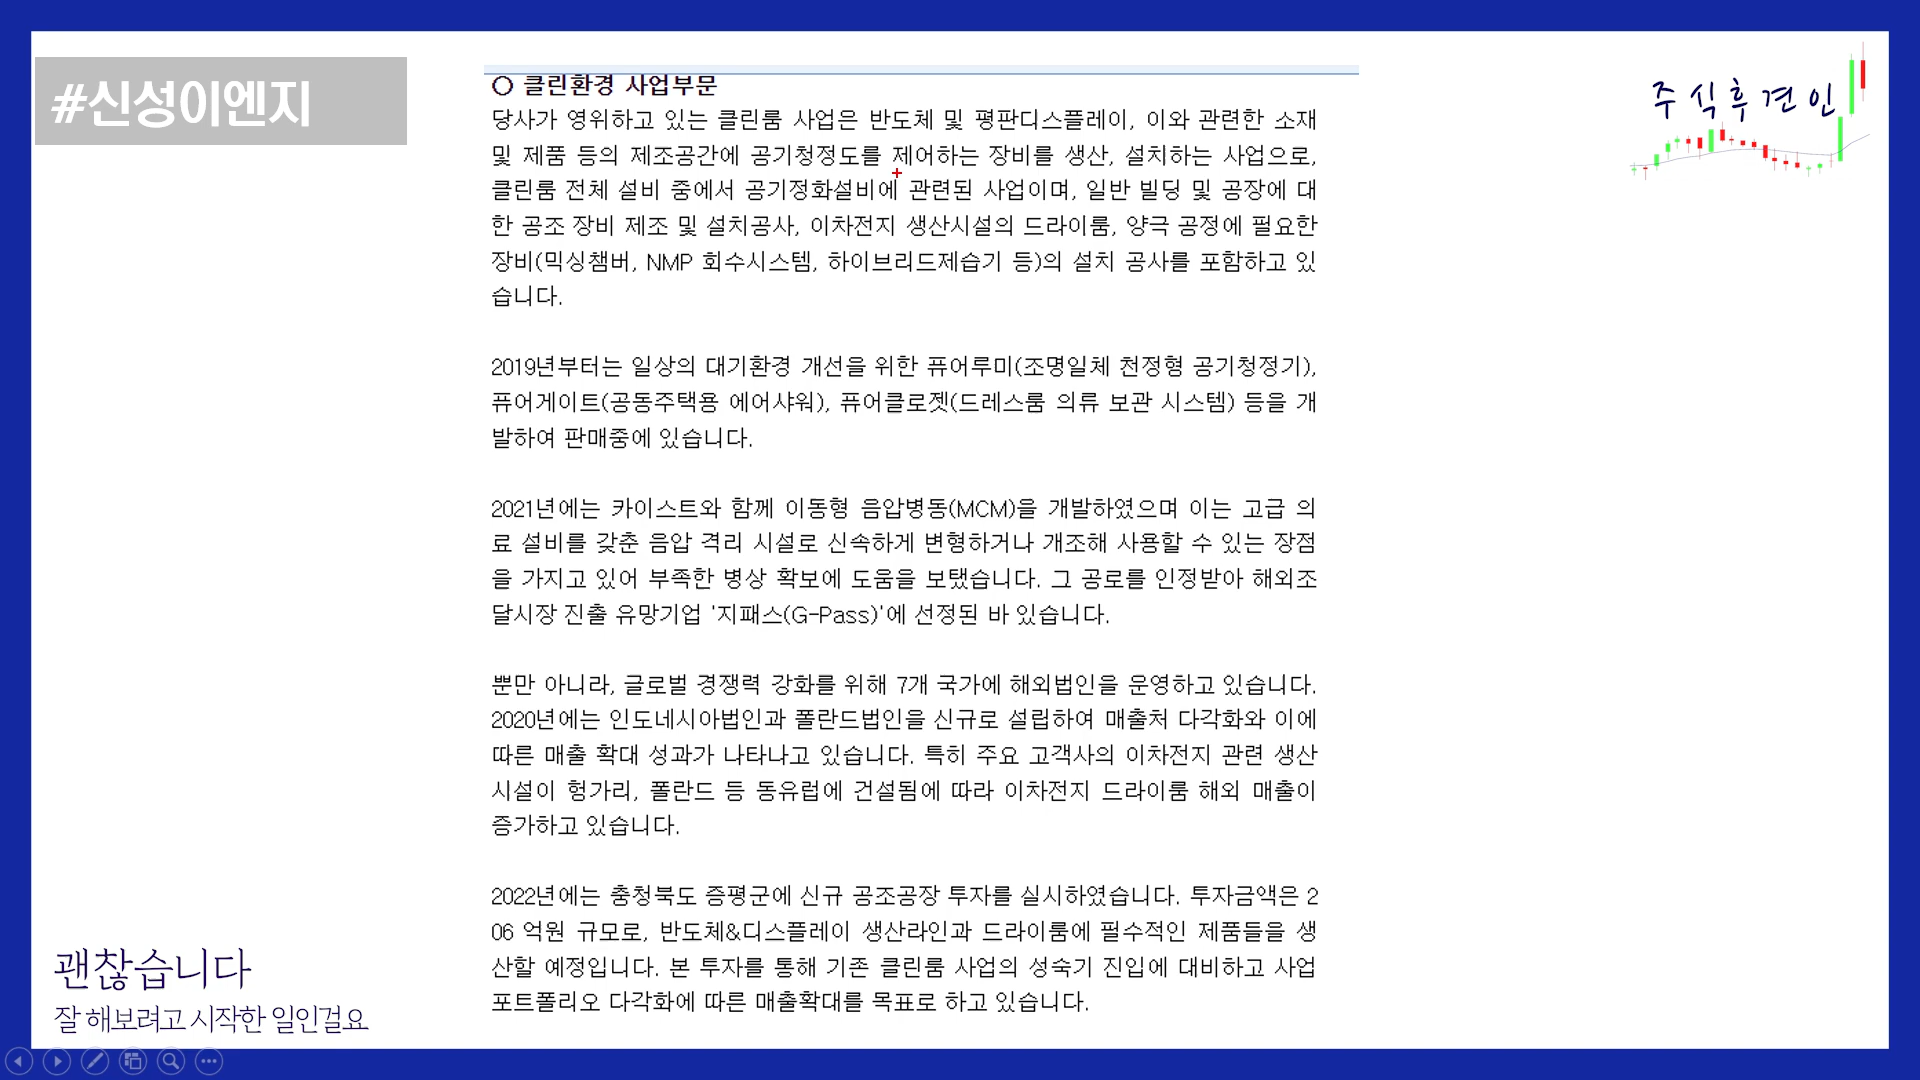 #신성이엔지
주식후견인
○ 클린환경 사업부문
당사가 영위하고 있는 클린룸 사업은 반도체 및 평판디스플레이, 이와 관련한 소재
및 제품 등의 제조공간에 공기청정도를 제어하는 장비를 생산, 설치하는 사업으로,
클린룸 전체 설비 중에서 공기정화설비에 관련된 사업이며, 일반 빌딩 및 공장에 대
한 공조 장비 제조 및 설치공사, 이차전지 생산시설의 드라이룸, 양극 공정에 필요한
장비(믹싱챔버, NMP 회수시스템, 하이브리드제습기 등)의 설치 공사를 포함하고 있
습니다.
2019년부터는 일상의 대기환경 개선을 위한 퓨어루미(조명일체 천정형 공기청정기),
퓨어게이트(공동주택용 에어샤워), 퓨어클로젯(드레스룸 의류 보관 시스템) 등을 개
발하여 판매중에 있습니다.
2021년에는 카이스트와 함께 이동형 음압병동(MCM)을 개발하였으며 이는 고급 의
료 설비를 갖춘 음압 격리 시설로 신속하게 변형하거나 개조해 사용할 수 있는 장점
을 가지고 있어 부족한 병상 확보에 도움을 보탰습니다. 그 공로를 인정받아 해외조
달시장 진출 유망기업 '지패스(G-Pass)'에 선정된 바 있습니다.
뿐만 아니라, 글로벌 경쟁력 강화를 위해 7개 국가에 해외법인을 운영하고 있습니다.
2020년에는 인도네시아법인과 폴란드법인을 신규로 설립하여 매출처 다각화와 이에
따른 매출 확대 성과가 나타나고 있습니다. 특히 주요 고객사의 이차전지 관련 생산
시설이 헝가리, 폴란드 등 동유럽에 건설됨에 따라 이차전지 드라이룸 해외 매출이
증가하고 있습니다.
2022년에는 충청북도 증평군에 신규 공조공장 투자를 실시하였습니다. 투자금액은 2
06 억원 규모로, 반도체&디스플레이 생산라인과 드라이룸에 필수적인 제품들을 생
산할 예정입니다. 본 투자를 통해 기존 클린룸 사업의 성숙기 진입에 대비하고 사업
포트폴리오 다각화에 따른 매출확대를 목표로 하고 있습니다.
괜찮습니다
잘 해보려고 시작한 일인걸요